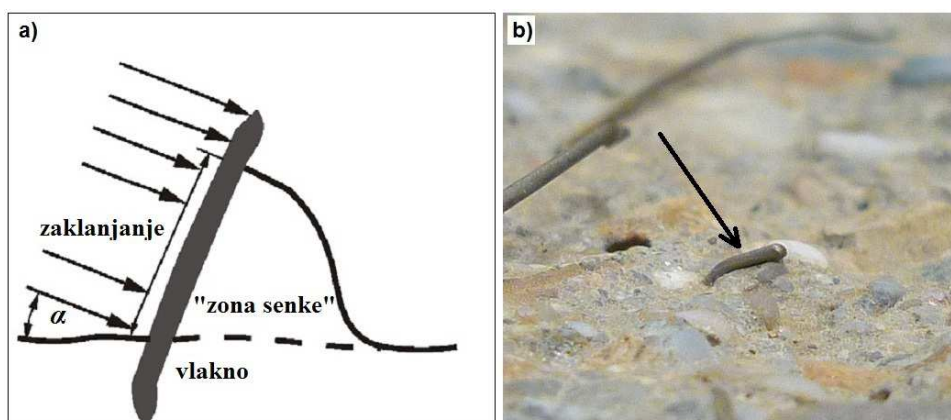 a)
zaklanjanje
"zona senke"
α
vlakno
b)